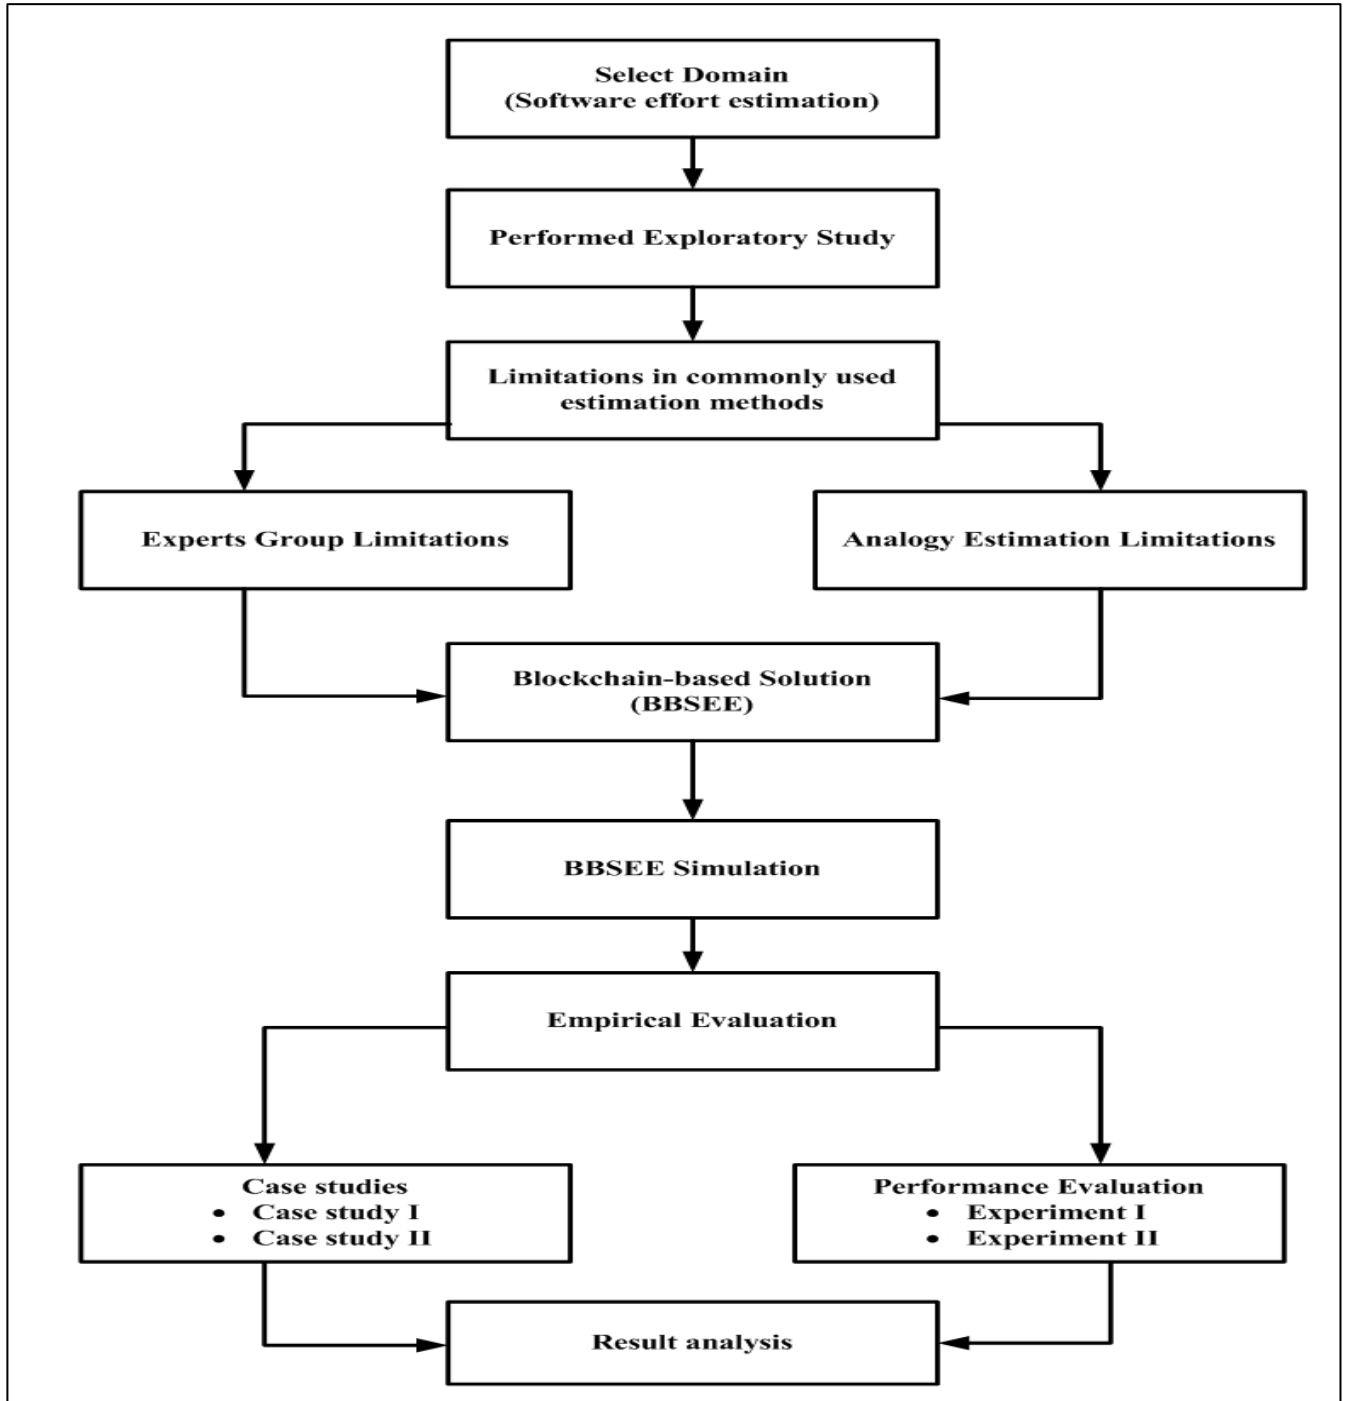 Select Domain
(Software effort estimation)
Performed Exploratory Study
Limitations in commonly used
estimation methods
Experts Group Limitations
Analogy Estimation Limitations
Blockchain-based Solution
(BBSEE)
BBSEE Simulation
Empirical Evaluation
Case studies
• Case study I
• Case study II
Performance Evaluation
• Experiment I
• Experiment II
Result analysis